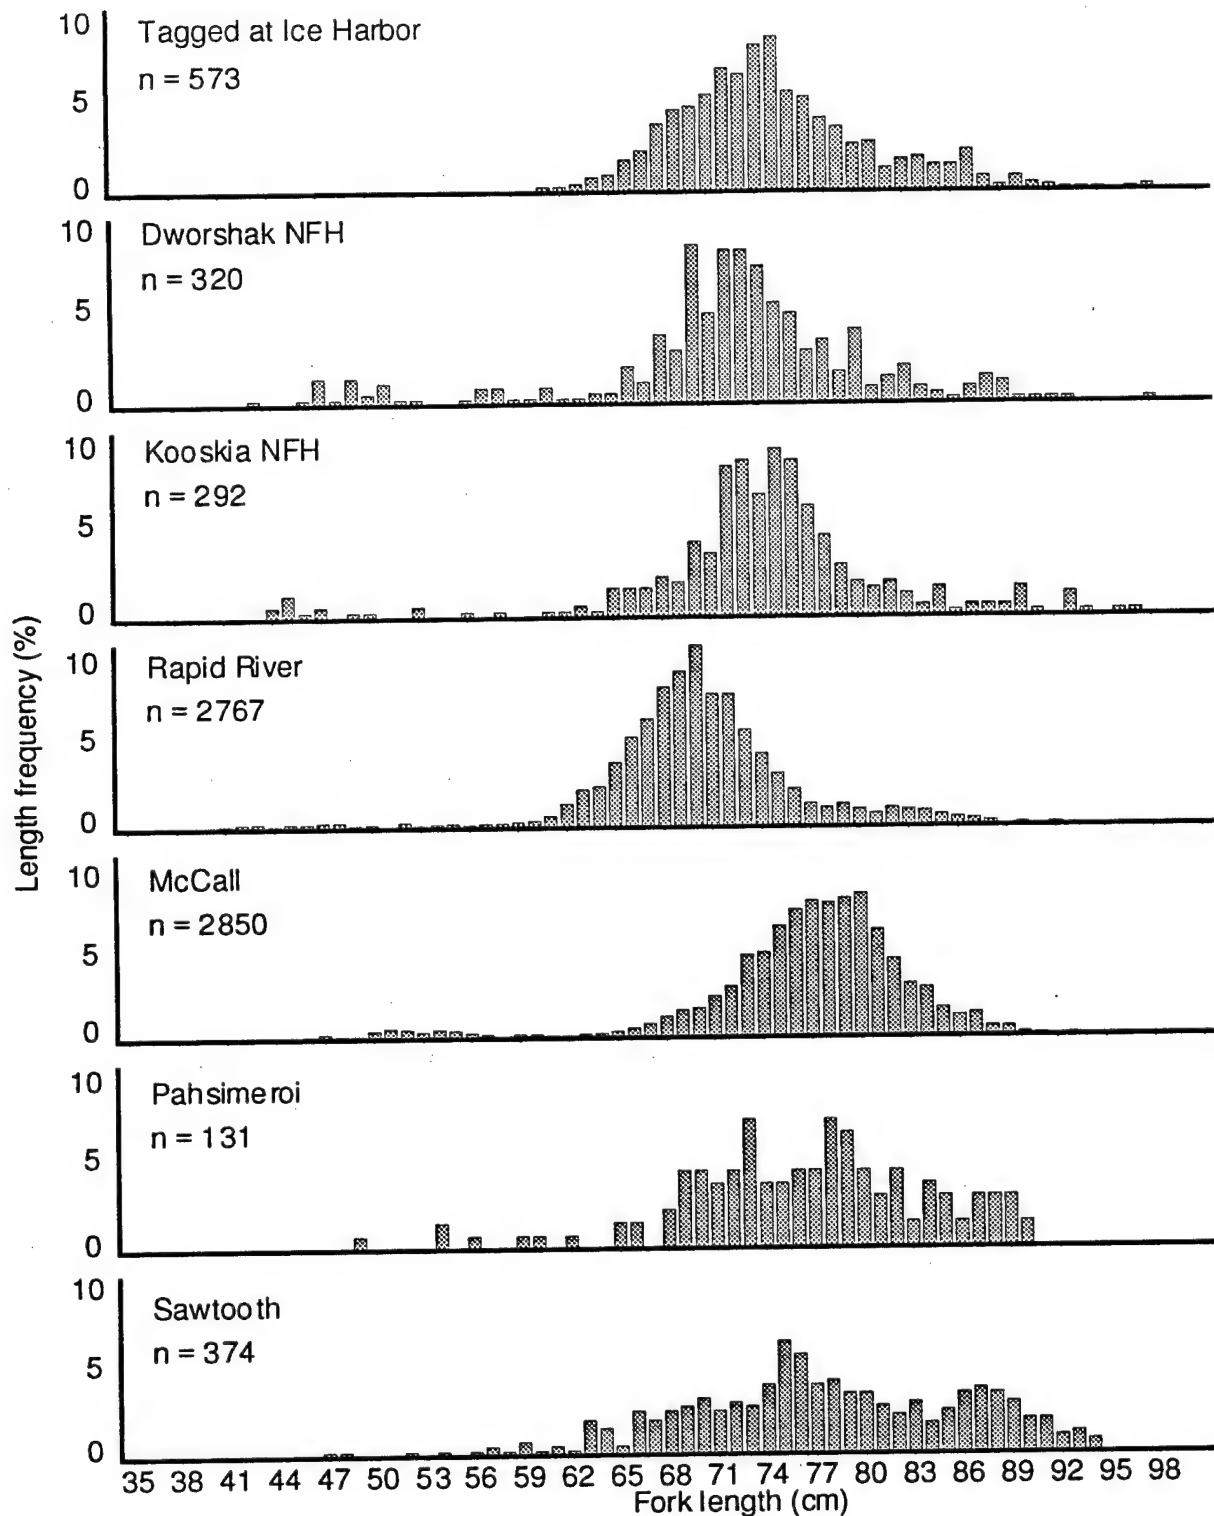 10
Tagged at Ice Harbor
n = 573
5
0
10
Dworshak NFH
n = 320
5
0
10
Kooskia NFH
n = 292
5
0
10
Rapid River
n = 2767
5
0
10
McCall
n = 2850
5
0
10
Pahsimeroi
n = 131
5
0
10
Sawtooth
n = 374
5
0
Length frequency (%)
35 38 41 44 47 50 53 56 59 62 65 68 71 74 77 80 83 86 89 92 95 98
Fork length (cm)